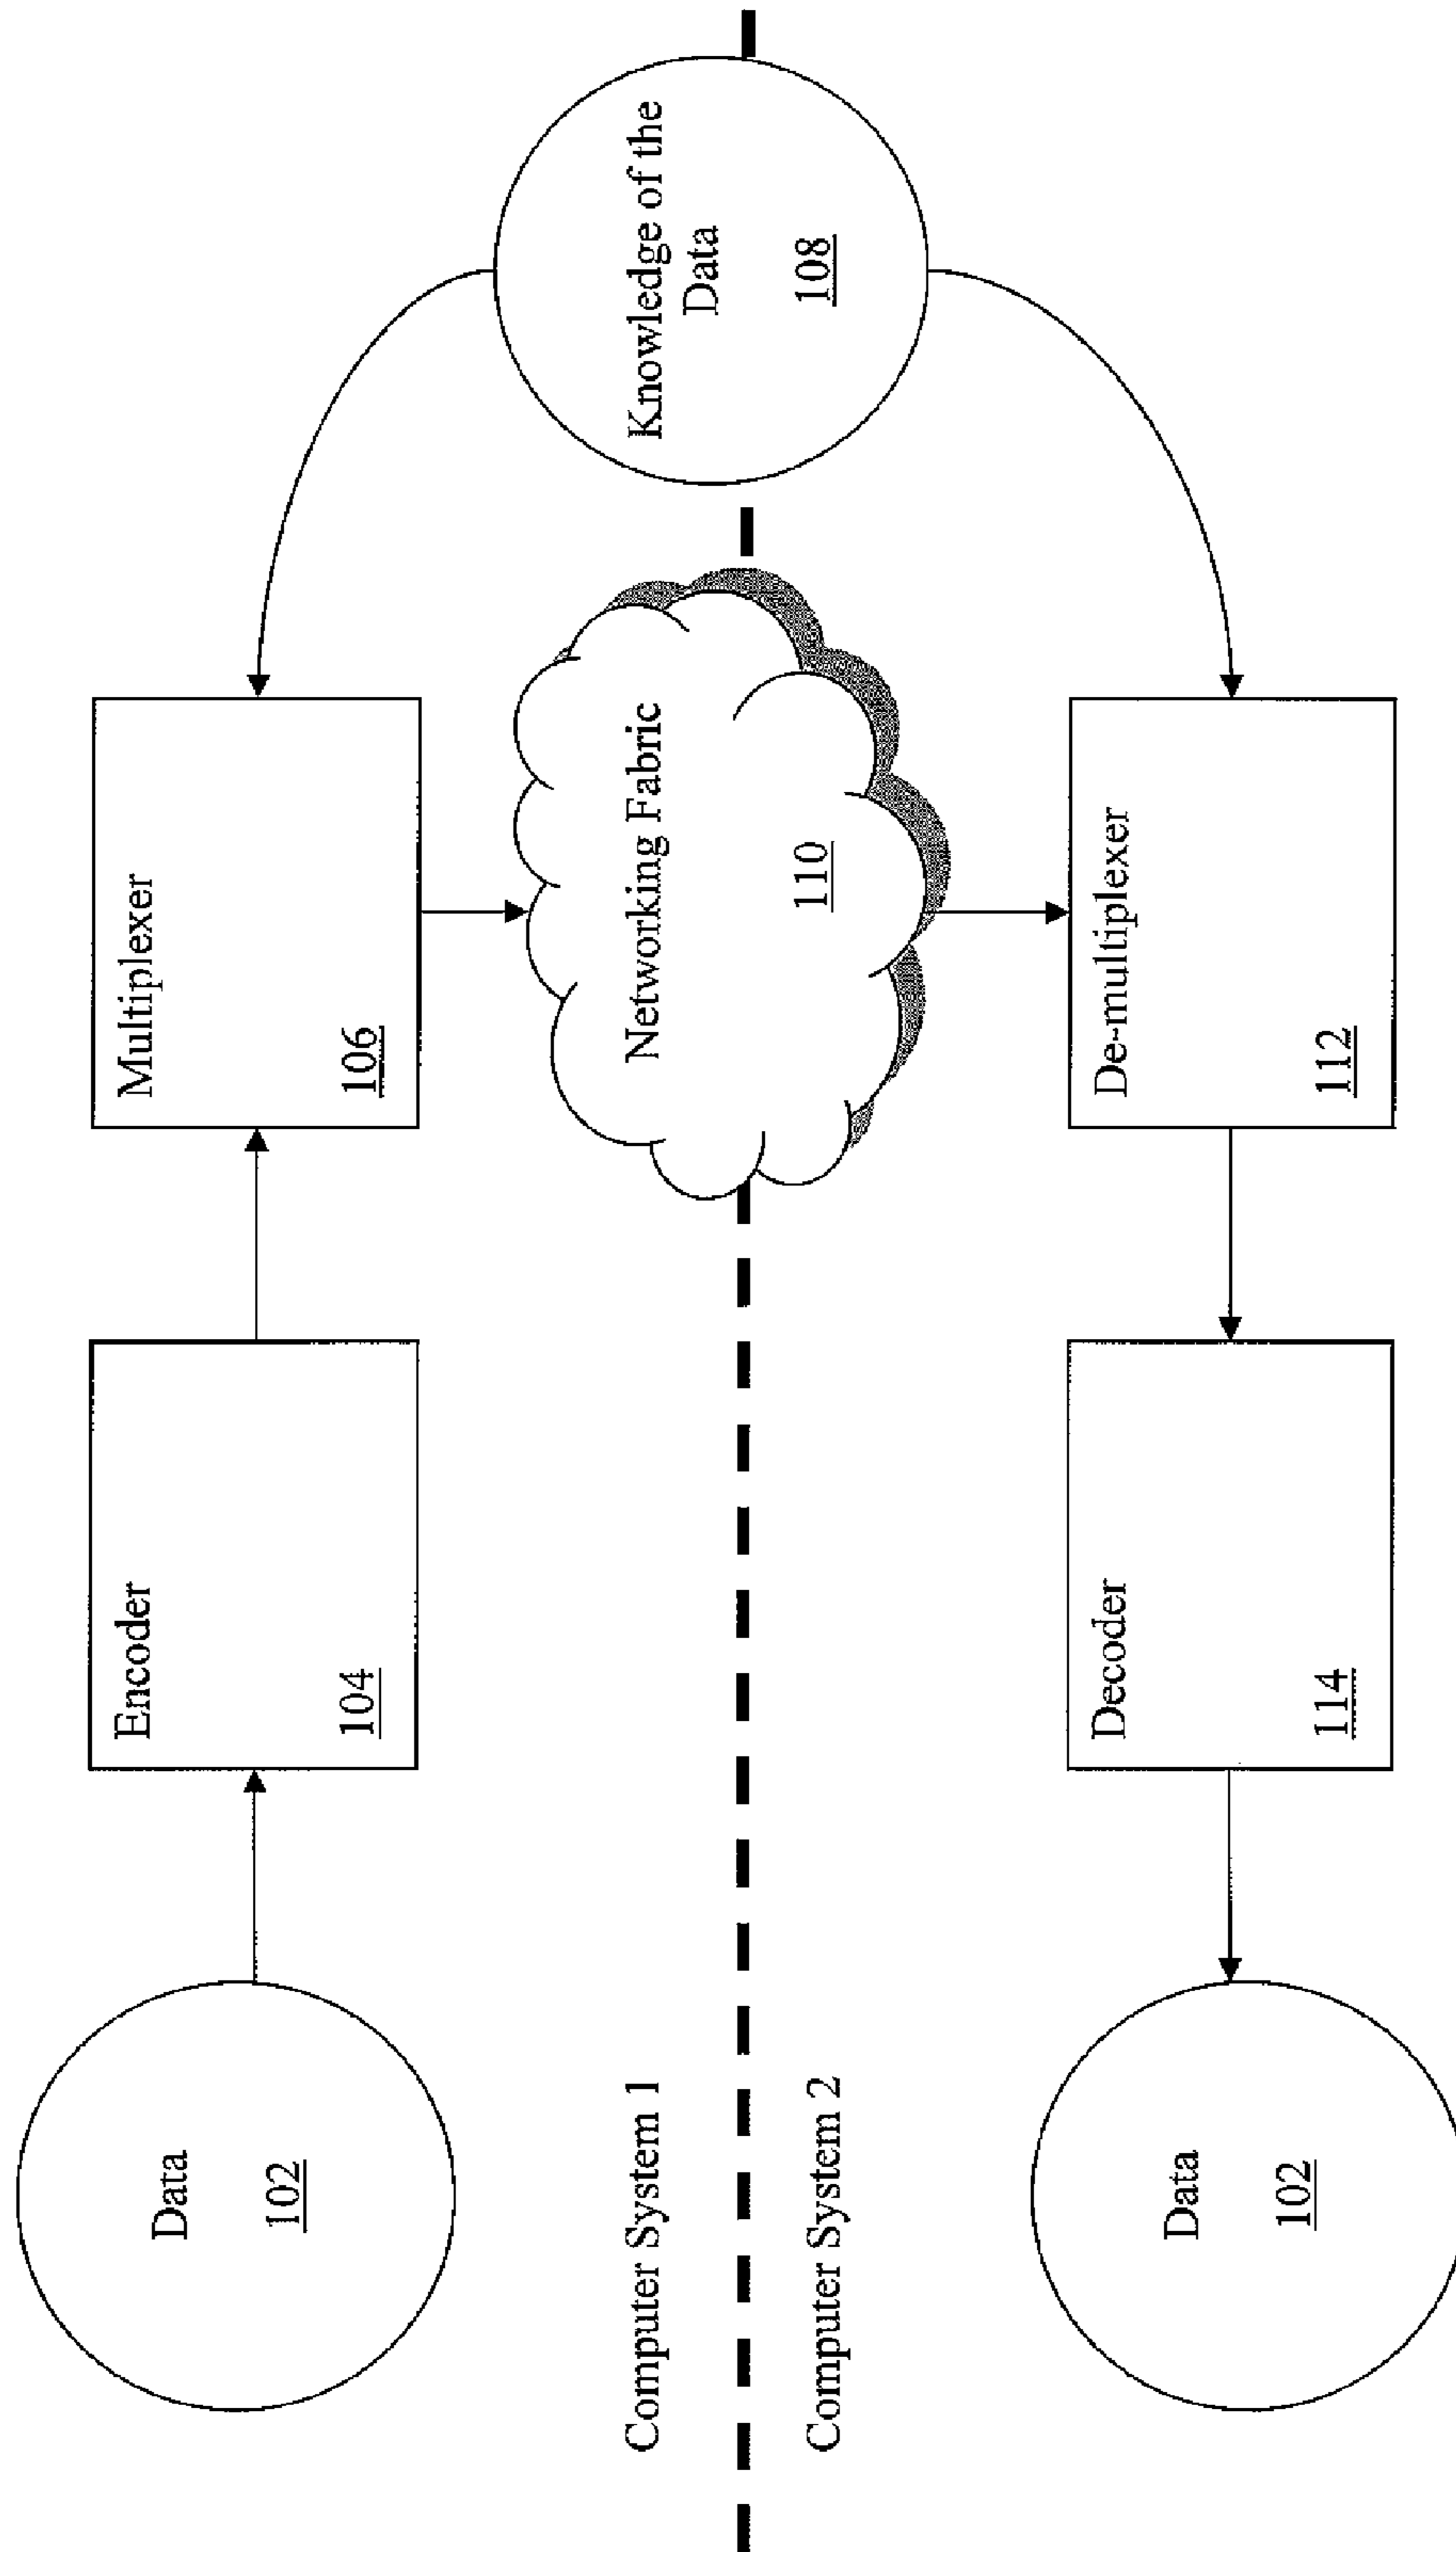 Data
102
Encoder
104
Multiplexer
106
Computer System 1
Networking Fabric
110
Knowledge of the
Data
108
Computer System 2
Data
102
Decoder
114
De-multiplexer
112